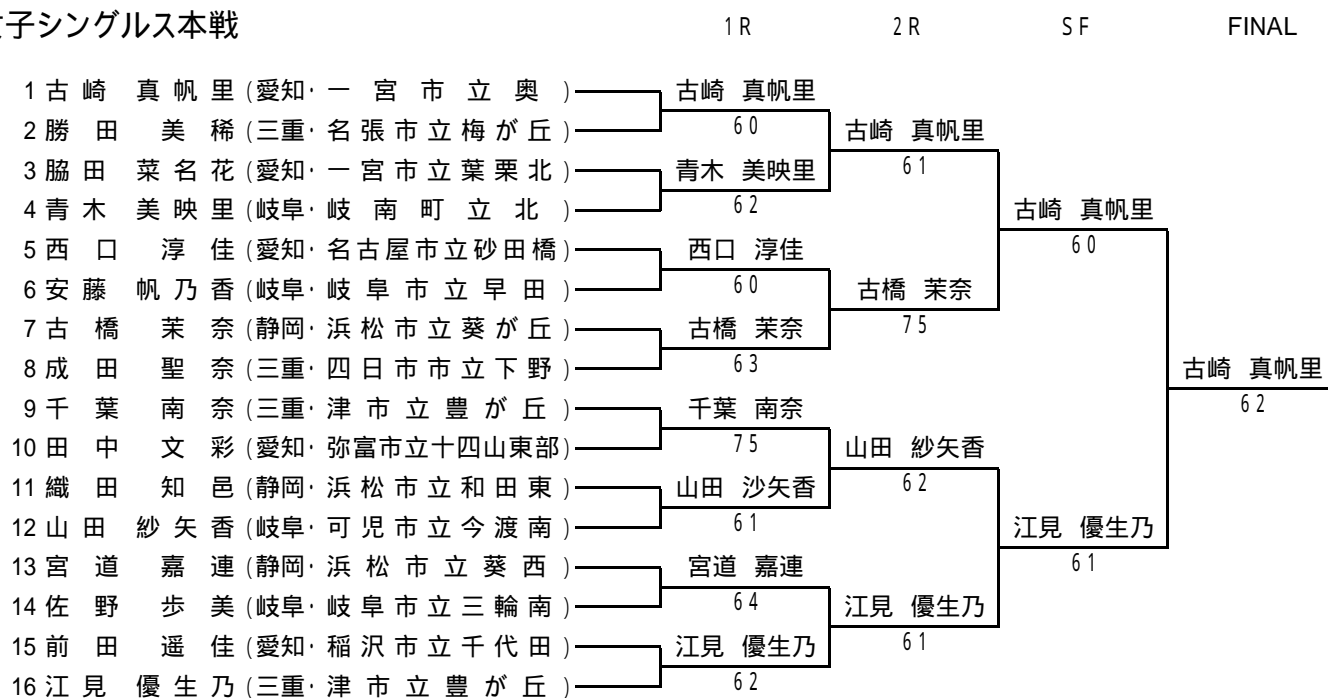 女子シングルス本戦 1R 2R SF FINAL
1 古崎 真帆里 (愛知・一宮市立奥) 古崎 真帆里
60
2 勝田 美稀 (三重・名張市立梅が丘) 古崎 真帆里
61
3 脇田 菜名花 (愛知・一宮市立葉栗北) 青木 美映里
62
4 青木 美映里 (岐阜・岐南町立北) 古崎 真帆里
60
5 西口 淳佳 (愛知・名古屋市立砂田橋) 西口 淳佳
60
6 安藤 帆乃香 (岐阜・岐阜市立早田) 古橋 茉奈
75
7 古橋 茉奈 (静岡・浜松市立葵が丘) 古橋 茉奈
63
8 成田 聖奈 (三重・四日市市立下野) 古崎 真帆里
62
9 千葉 南奈 (三重・津市立豊が丘) 千葉 南奈
75
10 田中 文彩 (愛知・弥富市立十四山東部) 山田 紗矢香
62
11 織田 知邑 (静岡・浜松市立和田東) 山田 沙矢香
61
12 山田 紗矢香 (岐阜・可児市立今渡南) 江見 優生乃
61
13 宮道 嘉連 (静岡・浜松市立葵西) 宮道 嘉連
64
14 佐野 歩美 (岐阜・岐阜市立三輪南) 江見 優生乃
61
15 前田 遥佳 (愛知・稲沢市立千代田) 江見 優生乃
62
16 江見 優生乃 (三重・津市立豊が丘)